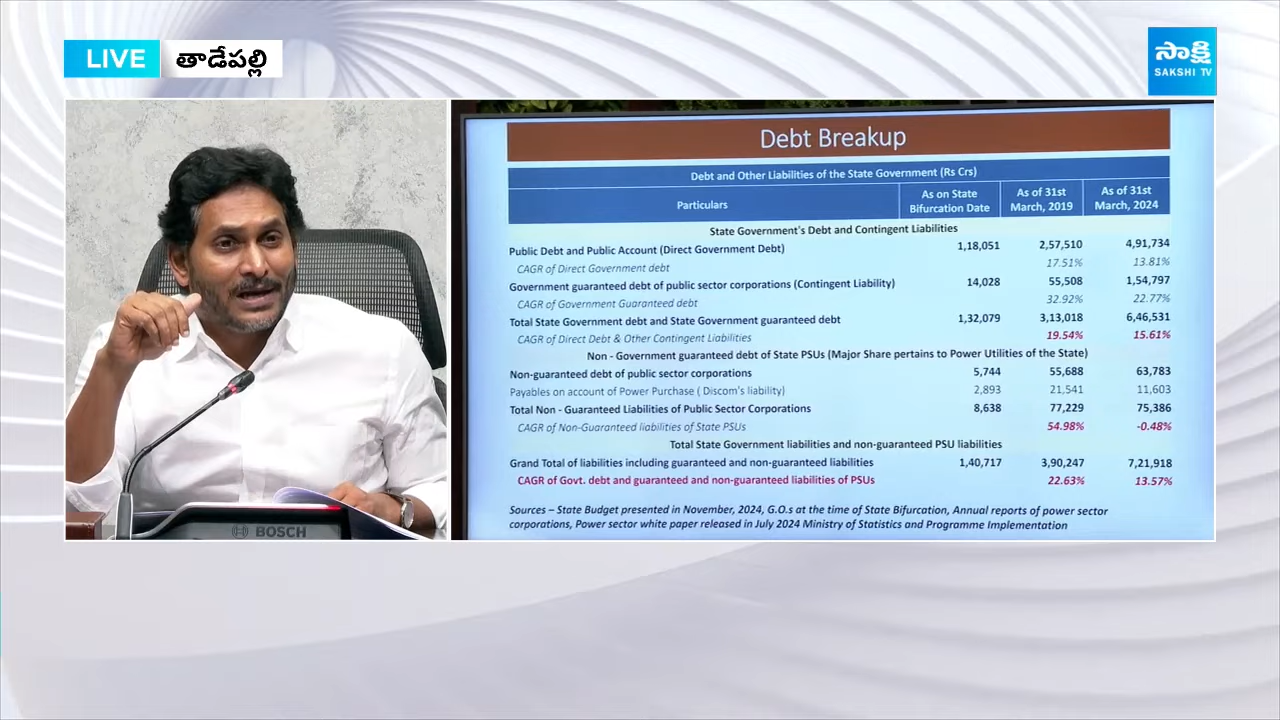 LIVE తాడేపల్లి
సాక్షి
SAKSHI TV
Debt Breakup
Debt and Other Liabilities of the State Government (Rs Crs)
Particulars As on State Bifurcation Date As of 31st March, 2019 As of 31st March, 2024
State Government's Debt and Contingent Liabilities
Public Debt and Public Account (Direct Government Debt) 1,18,051 2,57,510 4,91,734
CAGR of Direct Government debt 17.51% 13.81%
Government guaranteed debt of public sector corporations (Contingent Liability) 14,028 55,508 1,54,797
CAGR of Government Guaranteed debt 32.92% 22.77%
Total State Government debt and State Government guaranteed debt 1,32,079 3,13,018 6,46,531
CAGR of Direct Debt & Other Contingent Liabilities 19.54% 15.61%
Non - Government guaranteed debt of State PSUs (Major Share pertains to Power Utilities of the State)
Non-guaranteed debt of public sector corporations 5,744 55,688 63,783
Payables on account of Power Purchase ( Discom's liability) 2,893 21,541 11,603
Total Non - Guaranteed Liabilities of Public Sector Corporations 8,638 77,229 75,386
CAGR of Non-Guaranteed liabilities of State PSUs 54.98% -0.48%
Total State Government liabilities and non-guaranteed PSU liabilities
Grand Total of liabilities including guaranteed and non-guaranteed liabilities 1,40,717 3,90,247 7,21,918
CAGR of Govt. debt and guaranteed and non-guaranteed liabilities of PSUs 22.63% 13.57%
Sources – State Budget presented in November, 2024, G.O.s at the time of State Bifurcation, Annual reports of power sector
corporations, Power sector white paper released in July 2024 Ministry of Statistics and Programme Implementation
BOSCH